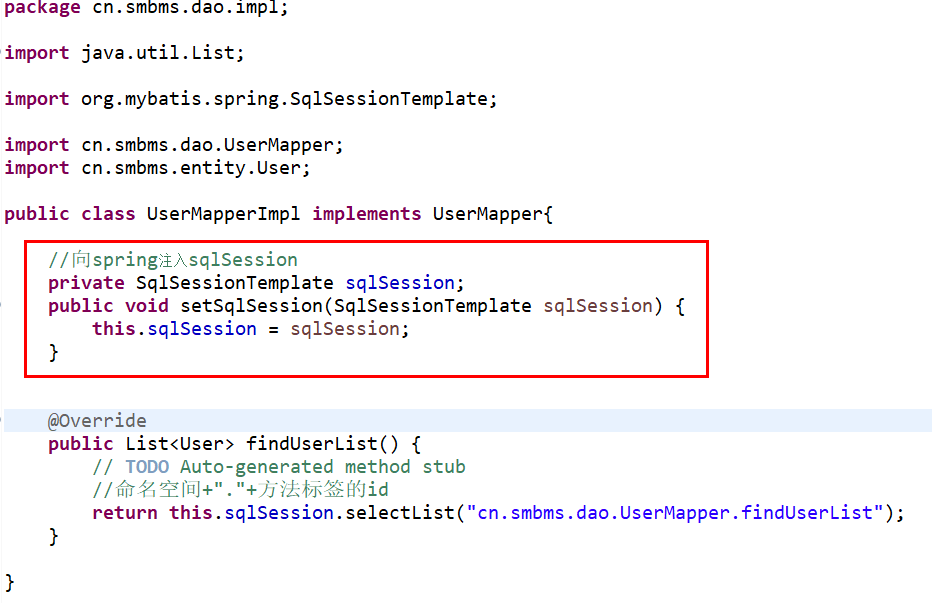 package cn.smbms.dao.impl;
import java.util.List;
import org.mybatis.spring.SqlSessionTemplate;
import cn.smbms.dao.UserMapper;
import cn.smbms.entity.User;
public class UserMapperImpl implements UserMapper{
//向spring注入sqlSession
private SqlSessionTemplate sqlSession;
public void setSqlSession(SqlSessionTemplate sqlSession) {
this.sqlSession = sqlSession;
}
@Override
public List<User> findUserList() {
// TODO Auto-generated method stub
//命名空间+"."+方法标签的id
return this.sqlSession.selectList("cn.smbms.dao.UserMapper.findUserList");
}
}